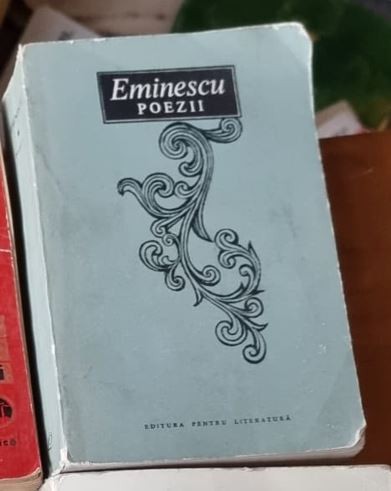 Eminescu
POEZII
EDITURA PENTRU LITERATURĂ